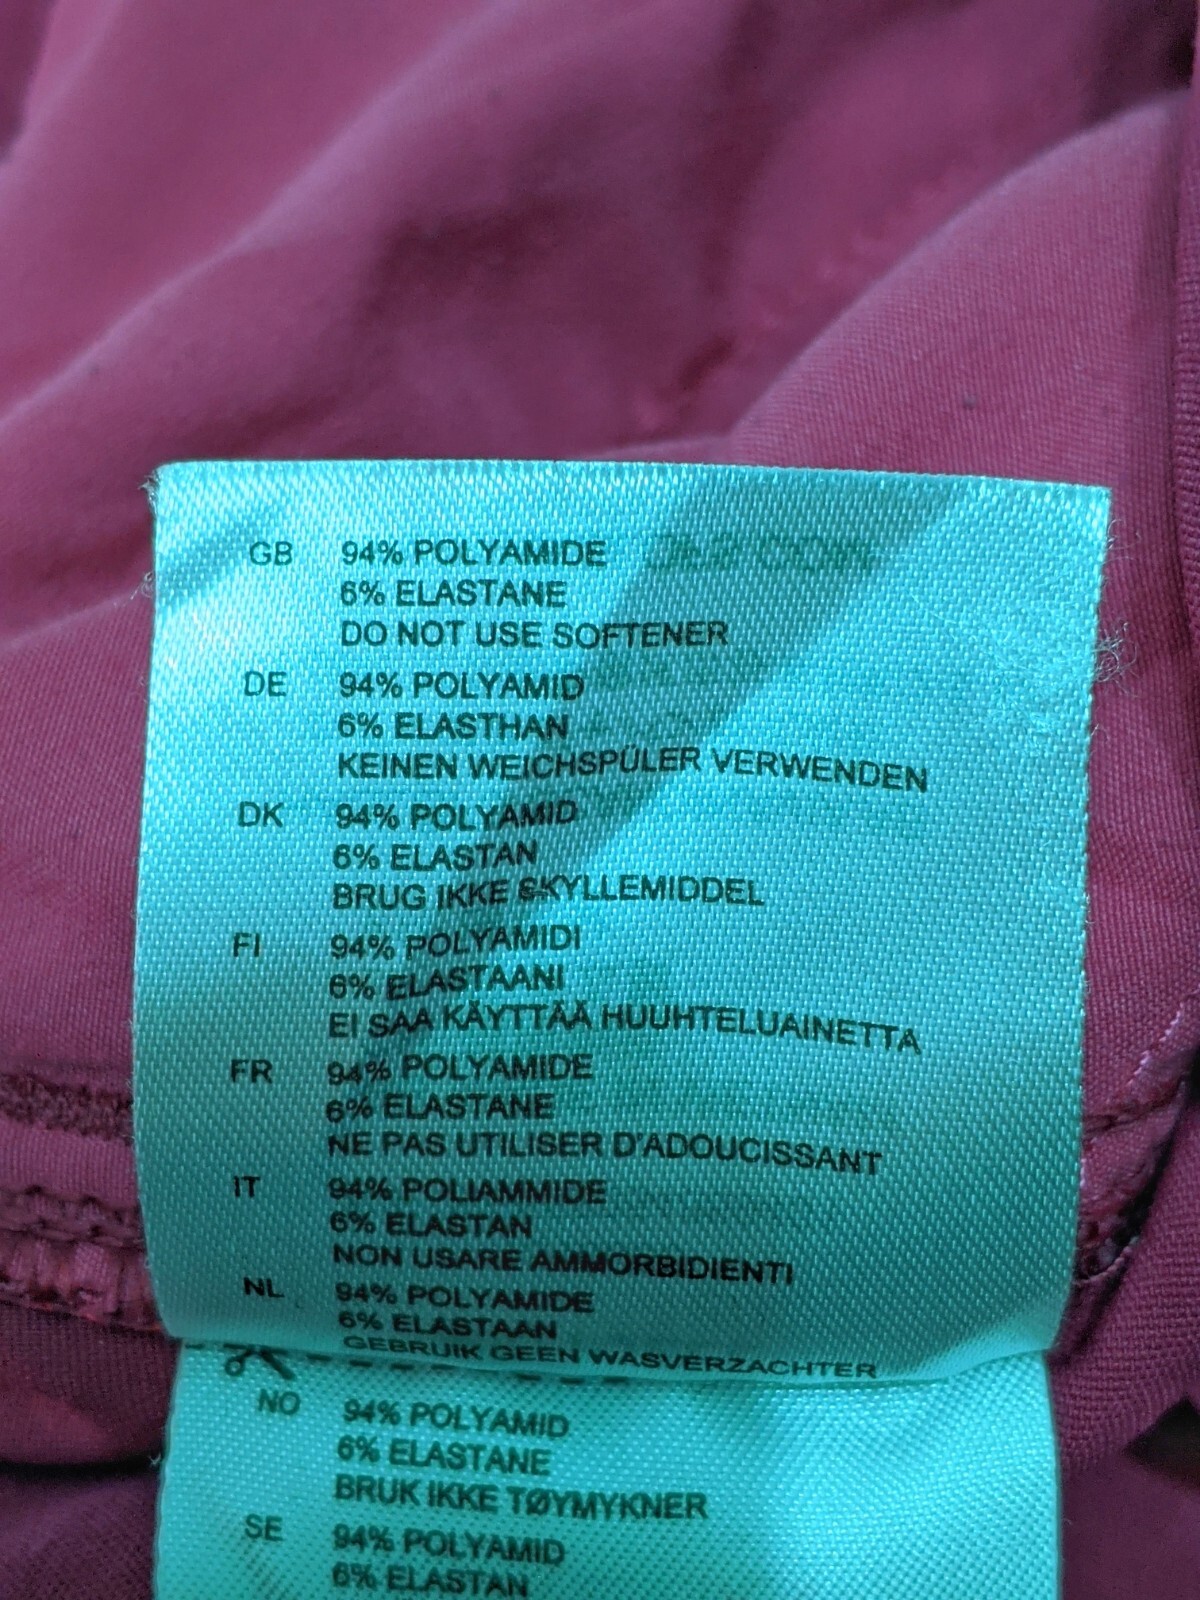 GB 94% POLYAMIDE
6% ELASTANE
DO NOT USE SOFTENER
DE 94% POLYAMID
6% ELASTHAN
KEINEN WEICHSPÜLER VERWENDEN
DK 94% POLYAMID
6% ELASTAN
BRUG IKKE SKYLLEMIDDEL
FI 94% POLYAMIDI
6% ELASTAANI
EI SAA KÄYTTÄÄ HUUHTELUAINETTA
FR 94% POLYAMIDE
6% ELASTANE
NE PAS UTILISER D'ADOUCISSANT
IT 94% POLIAMMIDE
6% ELASTAN
NON USARE AMMORBIDIENTI
NL 94% POLYAMIDE
6% ELASTAAN
GEBRUIK GEEN WASVERZACHTER
NO 94% POLYAMID
6% ELASTANE
BRUK IKKE TØYMYKNER
SE 94% POLYAMID
6% ELASTAN